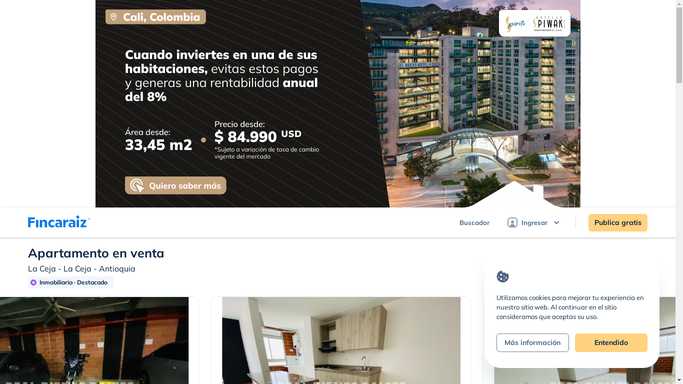 Cali, Colombia
Cuando inviertes en una de sus
habitaciones, evitas estos pagos
y generas una rentabilidad anual
del 8%
Área desde:
33,45 m2
Precio desde:
$ 84.990 USD
*Sujeto a variación de tasa de cambio
vigente del mercado
Quiero saber más
PIWAK
Fincaraiz
Buscador
Ingresar
Publica gratis
Apartamento en venta
La Ceja - La Ceja - Antioquia
Inmobiliaria · Destacado
Utilizamos cookies para mejorar tu experiencia en
nuestro sitio web. Al continuar en el sitio
consideramos que aceptas su uso.
Más información
Entendido